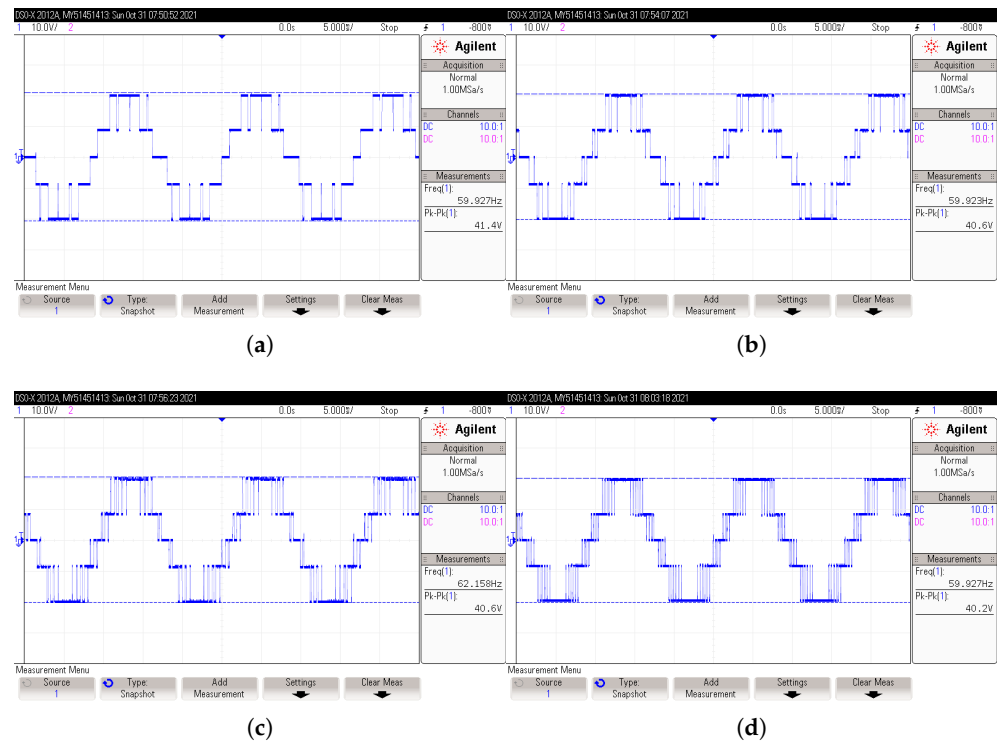 DSO-X 2012A, MY51451413: Sun Oct 31 07:50:52 2021
1 10.0V/ 2 0.0s 5.000s/ Stop 1 -800V
Agilent
Acquisition
Normal
1.00MSa/s
Channels
DC 10.0:1
DC 10.0:1
Measurements
Freq(1):
59.927Hz
Pk-Pk(1):
41.4V
Measurement Menu
Source
1
Type:
Snapshot
Add
Measurement
Settings
Clear Meas
(a)
DSO-X 2012A, MY51451413: Sun Oct 31 07:54:07 2021
1 10.0V/ 2 0.0s 5.000s/ Stop 1 -800V
Agilent
Acquisition
Normal
1.00MSa/s
Channels
DC 10.0:1
DC 10.0:1
Measurements
Freq(1):
59.923Hz
Pk-Pk(1):
40.6V
Measurement Menu
Source
1
Type:
Snapshot
Add
Measurement
Settings
Clear Meas
(b)
DSO-X 2012A, MY51451413: Sun Oct 31 07:56:23 2021
1 10.0V/ 2 0.0s 5.000s/ Stop 1 -800V
Agilent
Acquisition
Normal
1.00MSa/s
Channels
DC 10.0:1
DC 10.0:1
Measurements
Freq(1):
62.158Hz
Pk-Pk(1):
40.6V
Measurement Menu
Source
1
Type:
Snapshot
Add
Measurement
Settings
Clear Meas
(c)
DSO-X 2012A, MY51451413: Sun Oct 31 08:03:18 2021
1 10.0V/ 2 0.0s 5.000s/ Stop 1 -800V
Agilent
Acquisition
Normal
1.00MSa/s
Channels
DC 10.0:1
DC 10.0:1
Measurements
Freq(1):
59.927Hz
Pk-Pk(1):
40.2V
Measurement Menu
Source
1
Type:
Snapshot
Add
Measurement
Settings
Clear Meas
(d)